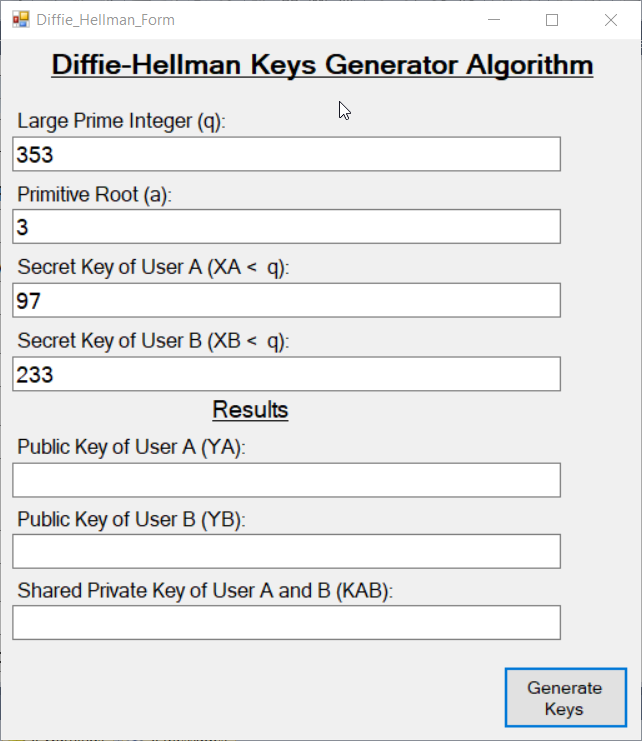 Diffie_Hellman_Form
Diffie-Hellman Keys Generator Algorithm
Large Prime Integer (q):
353
Primitive Root (a):
3
Secret Key of User A (XA < q):
97
Secret Key of User B (XB < q):
233
Results
Public Key of User A (YA):
Public Key of User B (YB):
Shared Private Key of User A and B (KAB):
Generate
Keys